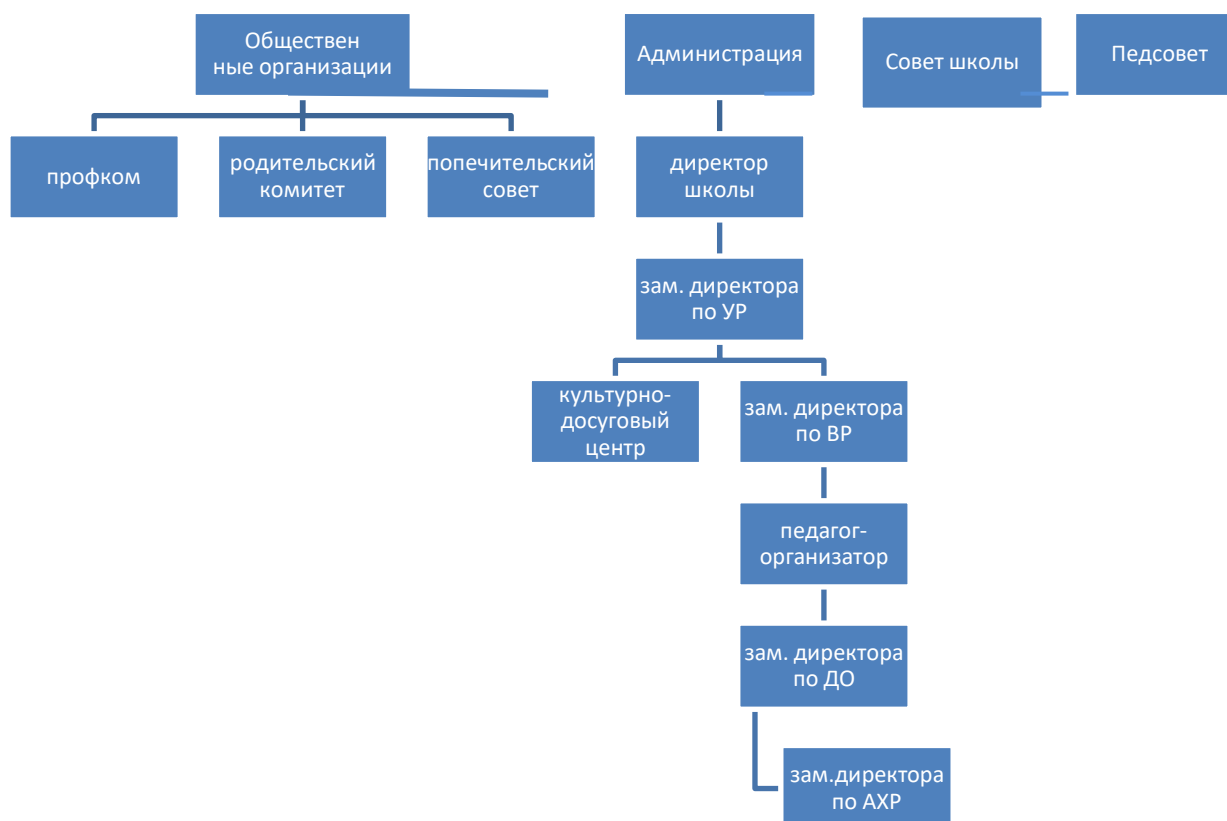 Обществен
ные организации
Администрация
Совет школы
Педсовет
профком
родительский
комитет
попечительский
совет
директор
школы
зам. директора
по УР
культурно-
досуговый
центр
зам. директора
по ВР
педагог-
организатор
зам. директора
по ДО
зам.директора
по АХР